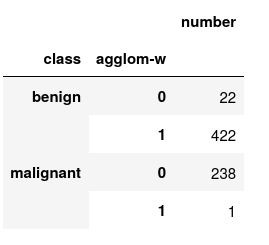 number
class agglom-w
benign 0 22
1 422
malignant 0 238
1 1